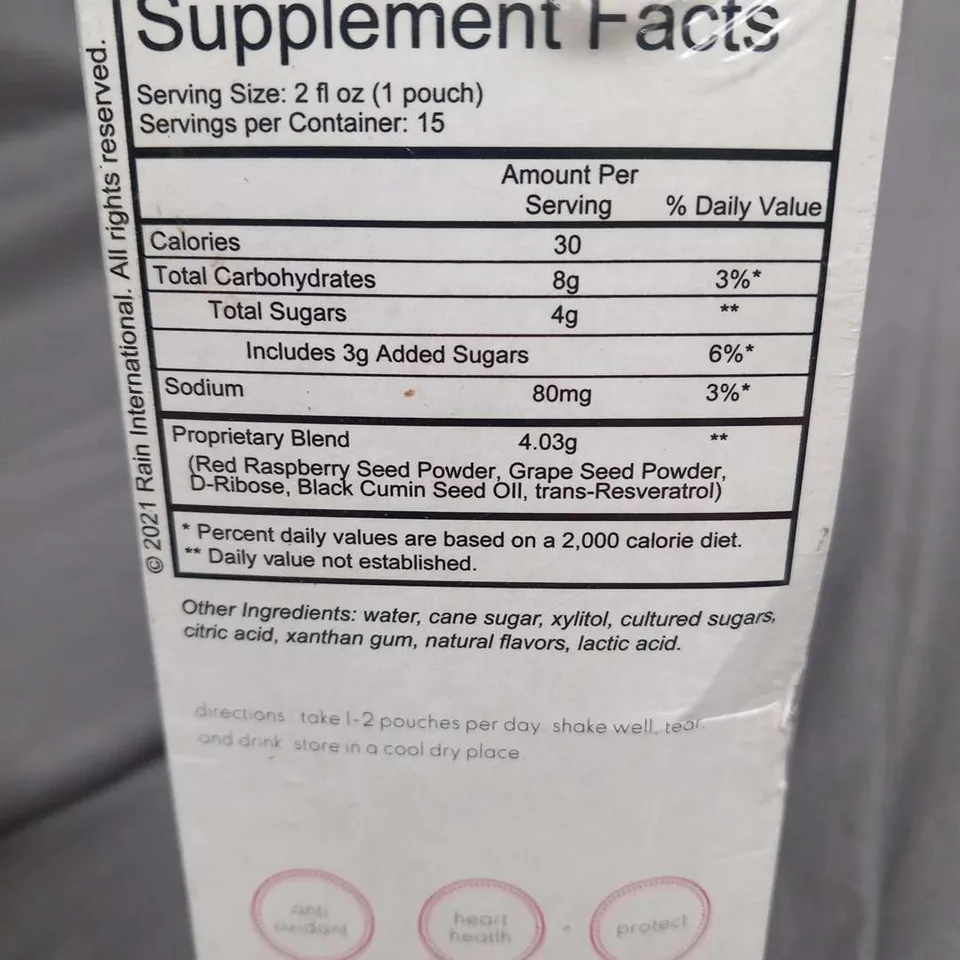 Supplement Facts
Serving Size: 2 fl oz (1 pouch)
Servings per Container: 15
Amount Per
Serving % Daily Value
Calories 30
Total Carbohydrates 8g 3%*
Total Sugars 4g **
Includes 3g Added Sugars 6%*
Sodium 80mg 3%*
Proprietary Blend 4.03g **
(Red Raspberry Seed Powder, Grape Seed Powder,
D-Ribose, Black Cumin Seed OIl, trans-Resveratrol)
* Percent daily values are based on a 2,000 calorie diet.
** Daily value not established.
Other Ingredients: water, cane sugar, xylitol, cultured sugars,
citric acid, xanthan gum, natural flavors, lactic acid.
directions take 1-2 pouches per day shake well, tear
and drink store in a cool dry place
anti
oxidant
heart
health
protect
© 2021 Rain International. All rights reserved.